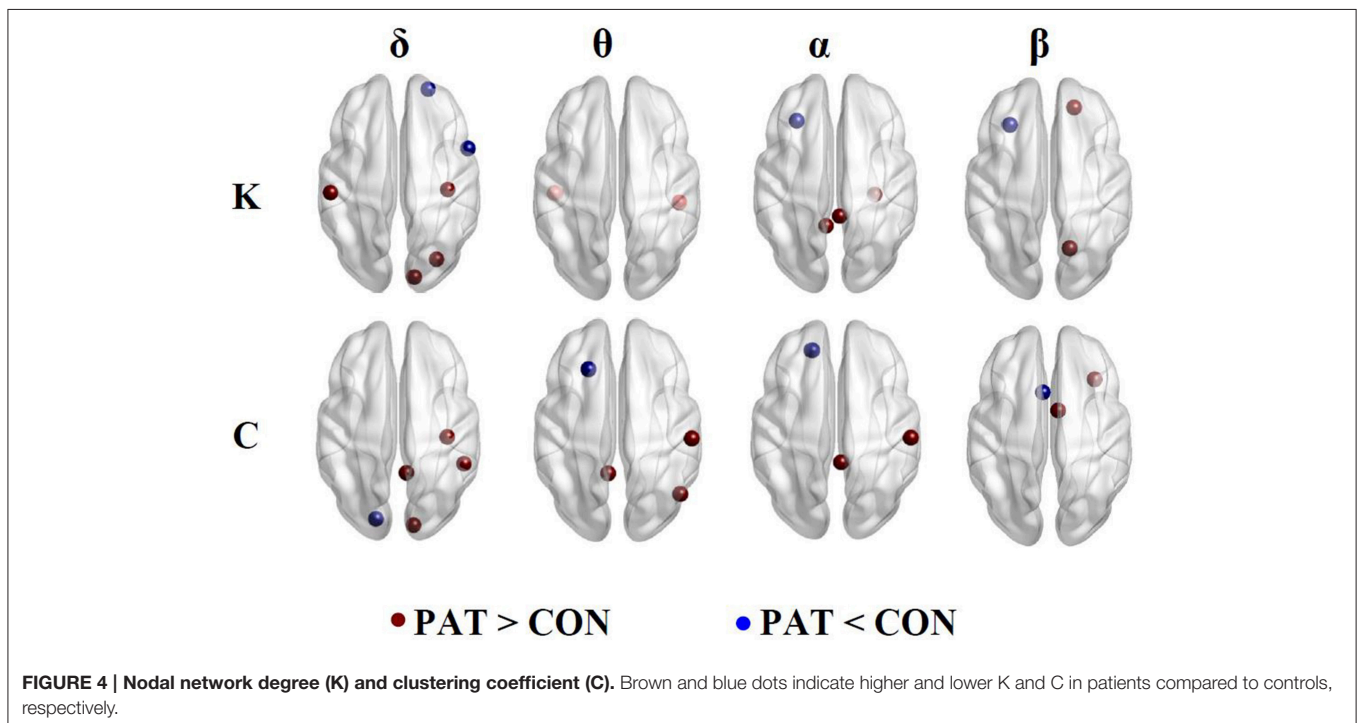 δ θ α β
K
C
PAT > CON PAT < CON
FIGURE 4 | Nodal network degree (K) and clustering coefficient (C). Brown and blue dots indicate higher and lower K and C in patients compared to controls,
respectively.